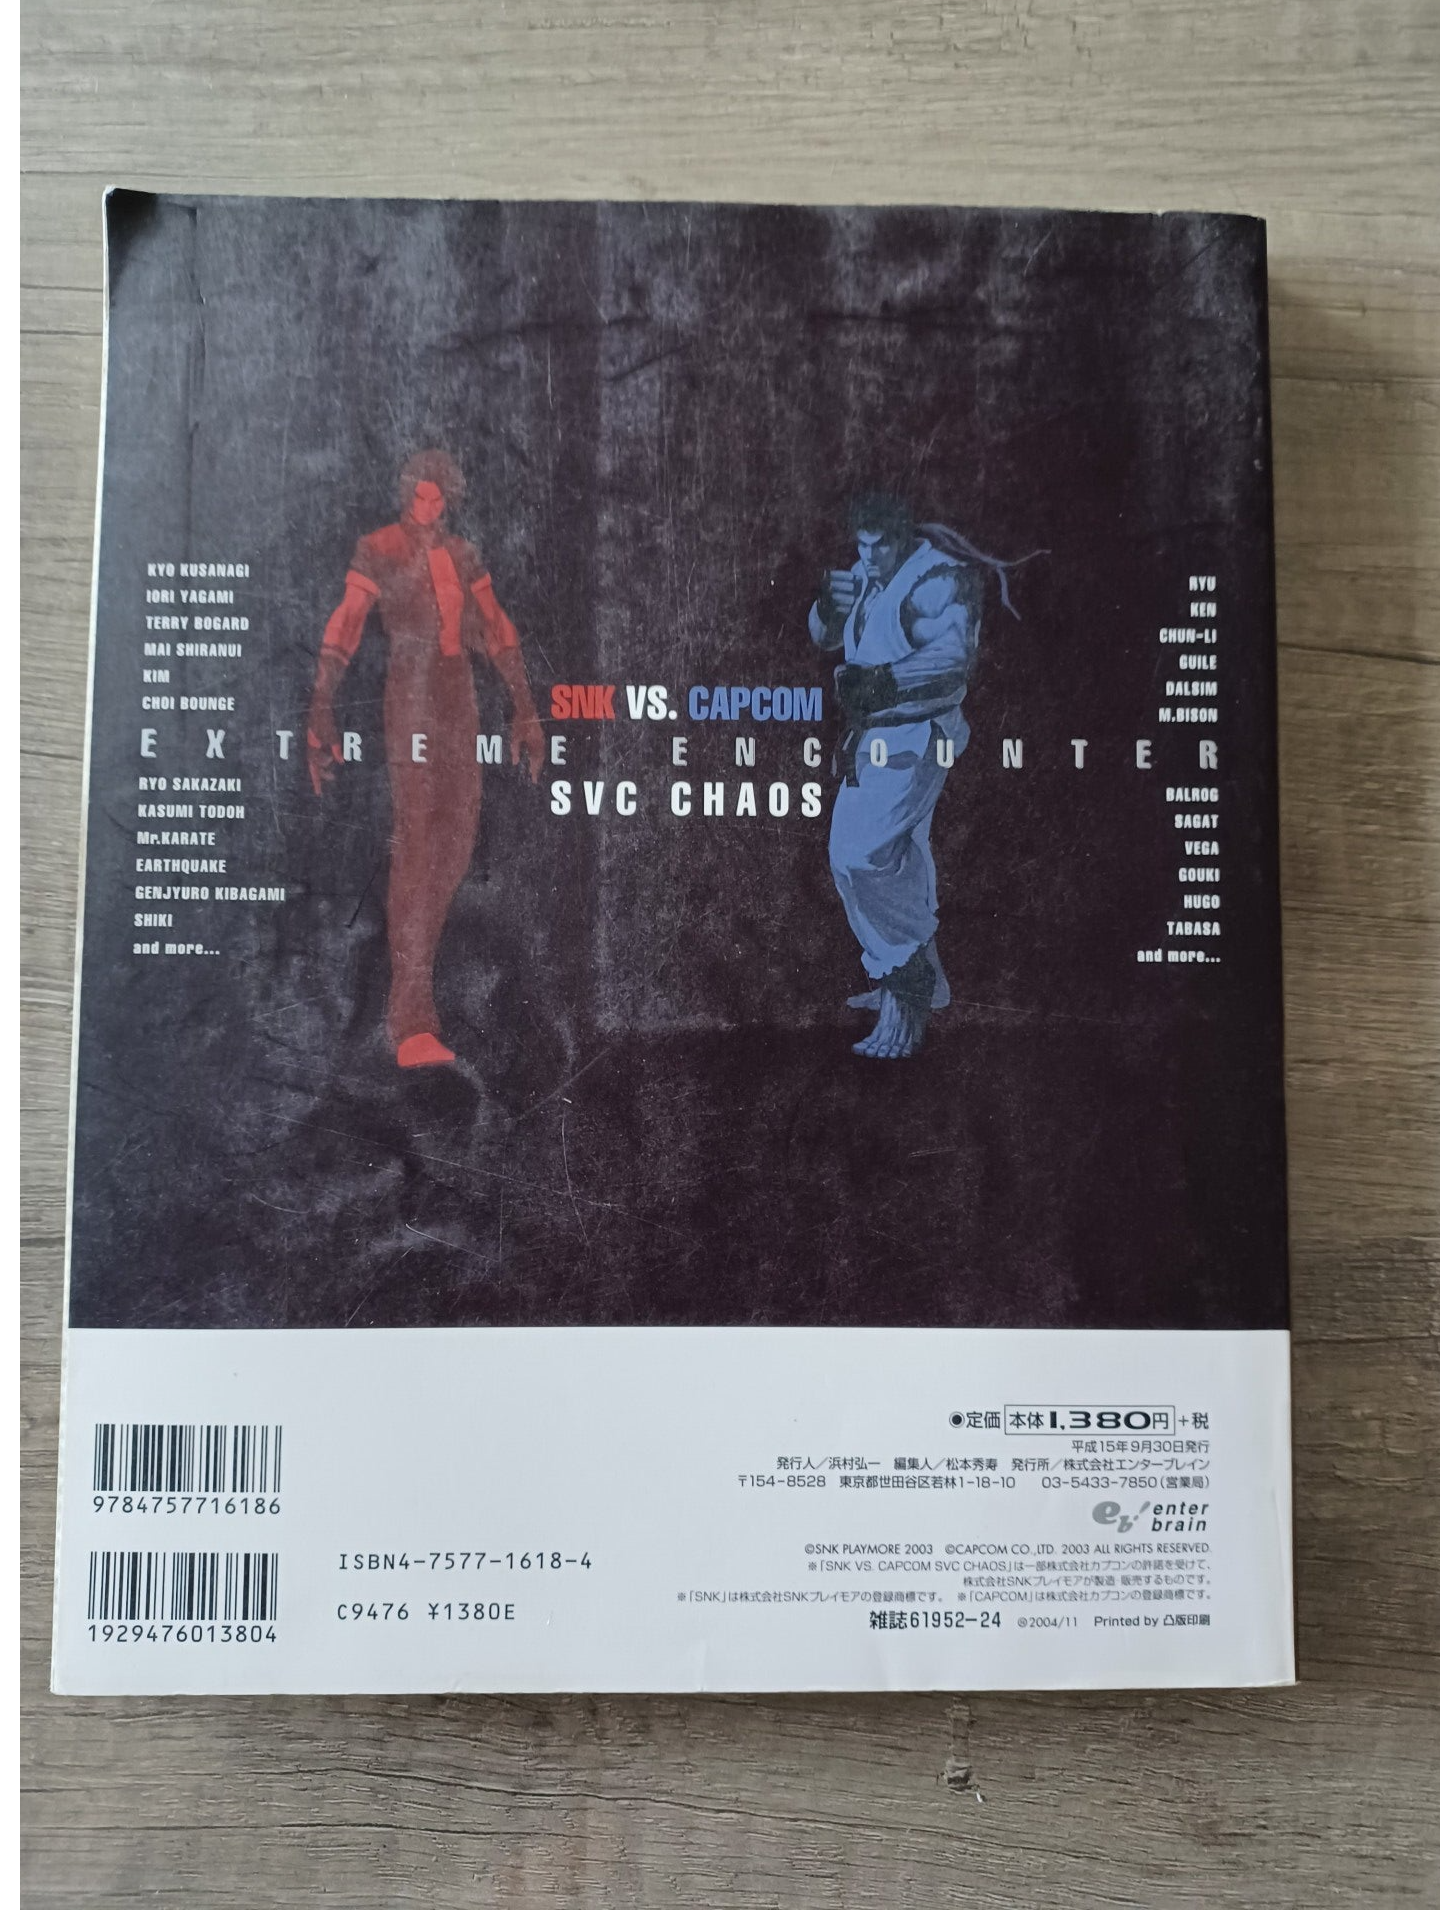 KYO KUSANAGI
IORI YAGAMI
TERRY BOGARD
MAI SHIRANUI
KIM
CHOI BOUNGE
RYU
KEN
CHUN-LI
GUILE
DALSIM
M.BISON
SNK VS. CAPCOM
EXTREME ENCOUNTER
SVC CHAOS
RYO SAKAZAKI
KASUMI TODOH
Mr.KARATE
EARTHQUAKE
GENJYURO KIBAGAMI
SHIKI
and more...
BALROG
SAGAT
VEGA
GOUKI
HUGO
TABASA
and more...
9784757716186
1929476013804
ISBN4-7577-1618-4
C9476 ¥1380E
●定価 本体1,380円+税
平成15年9月30日発行
発行人/浜村弘一 編集人/松本秀寿 発行所/株式会社エンターブレイン
〒154-8528 東京都世田谷区若林1-18-10 03-5433-7850(営業局)
eb! enter
brain
©SNK PLAYMORE 2003 ©CAPCOM CO.,LTD. 2003 ALL RIGHTS RESERVED.
※「SNK VS. CAPCOM SVC CHAOS」は一部株式会社カプコンの許諾を受けて、
株式会社SNKプレイモアが製造・販売するものです。
※「SNK」は株式会社SNKプレイモアの登録商標です。 ※「CAPCOM」は株式会社カプコンの登録商標です。
雑誌61952-24 Ⓛ2004/11 Printed by 凸版印刷